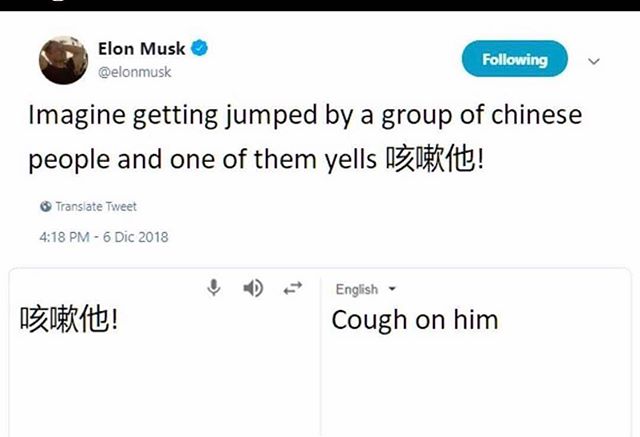 Elon Musk
@elonmusk
Following
Imagine getting jumped by a group of chinese
people and one of them yells 咳嗽他!
Translate Tweet
4:18 PM - 6 Dic 2018
English
咳嗽他!
Cough on him